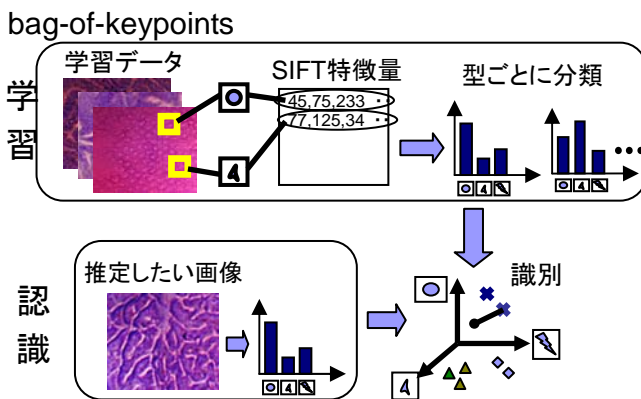 bag-of-keypoints
学習
学習データ
SIFT特徴量
型ごとに分類
45,75,233 ‥
77,125,34 ‥
•••
認識
推定したい画像
識別